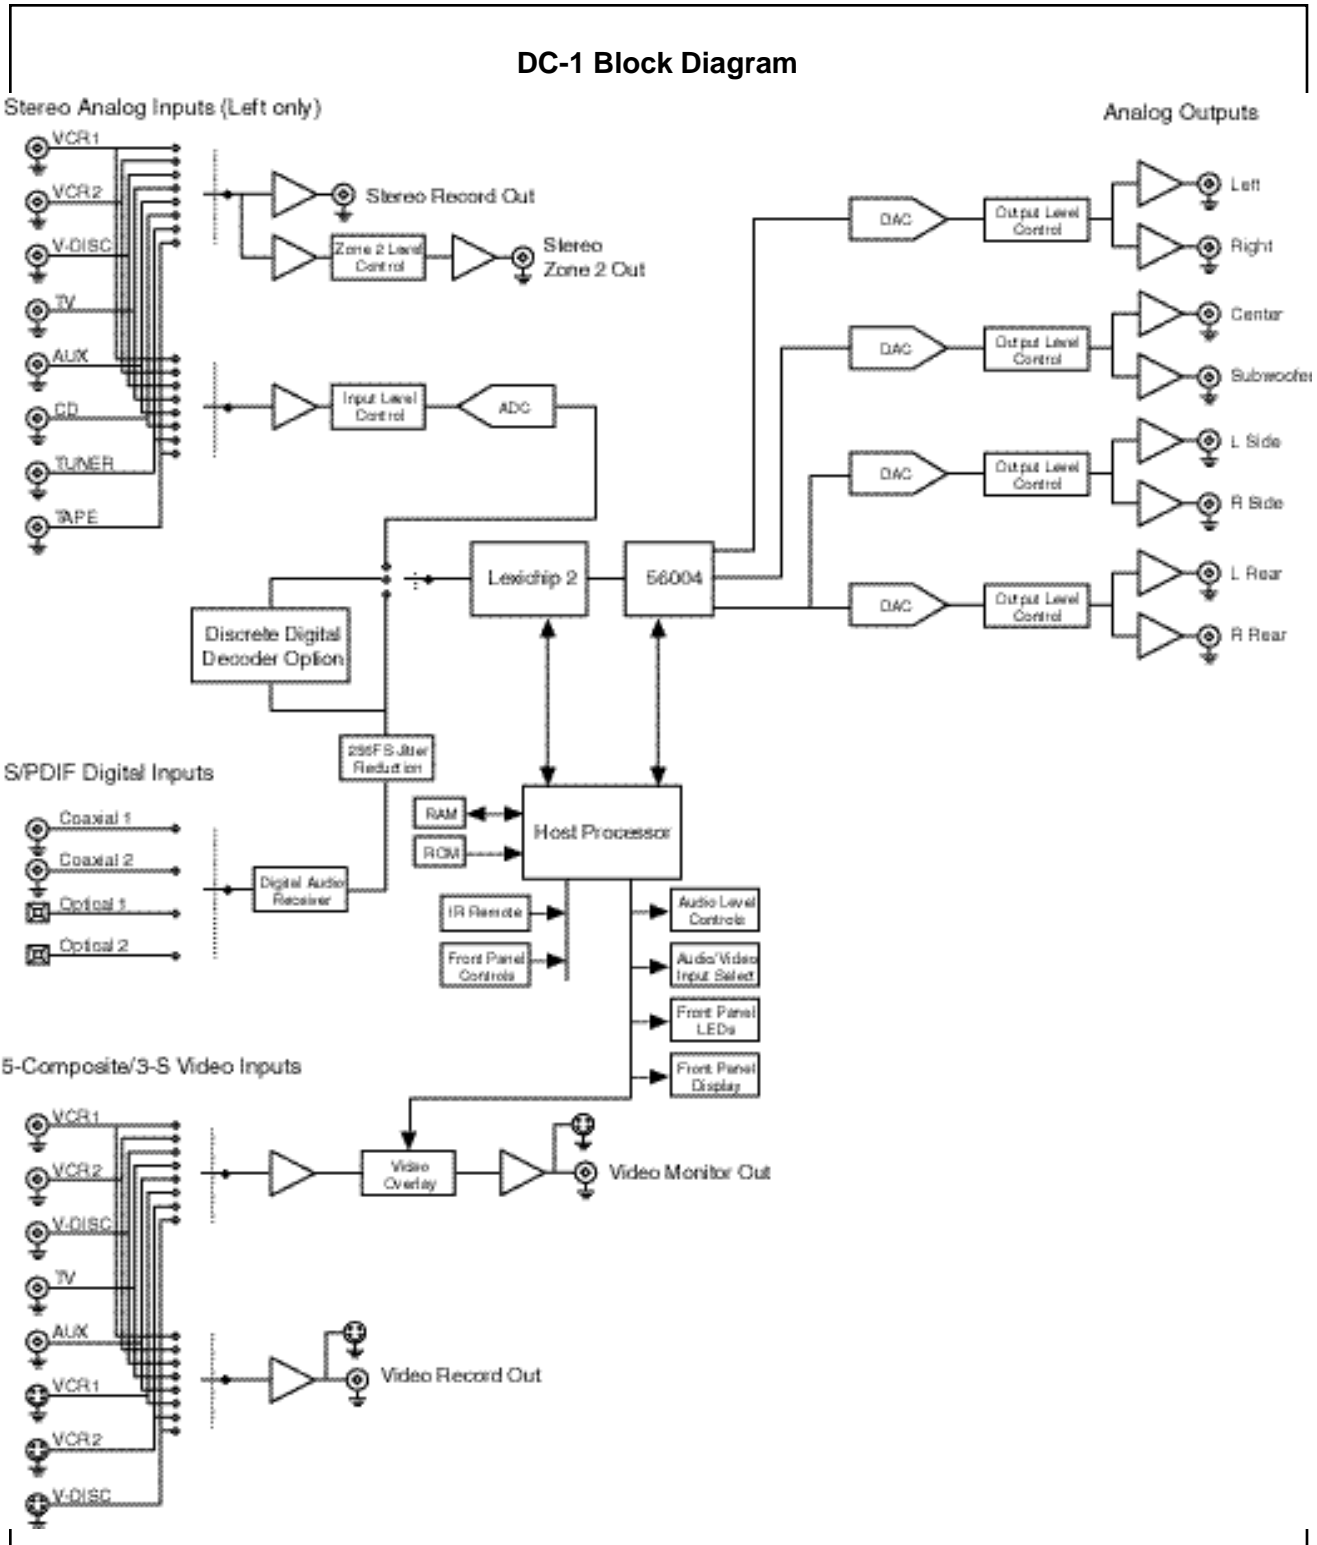 DC-1 Block Diagram
Stereo Analog Inputs (Left only)
VCR1
VCR2
V-DISC
TV
AUX
CD
TUNER
TAPE
Stereo Record Out
Zone 2 Level
Control
Stereo
Zone 2 Out
Input Level
Control
ADC
Analog Outputs
DAC
Output Level
Control
Left
Right
DAC
Output Level
Control
Center
Subwoofer
DAC
Output Level
Control
L Side
R Side
DAC
Output Level
Control
L Rear
R Rear
Lexichip 2
56004
Discrete Digital
Decoder Option
256FS Jitter
Reduction
S/PDIF Digital Inputs
Coaxial 1
Coaxial 2
Optical 1
Optical 2
Digital Audio
Receiver
RAM
ROM
Host Processor
IR Remote
Front Panel
Controls
Audio Level
Controls
Audio/Video
Input Select
Front Panel
LEDs
Front Panel
Display
5-Composite/3-S Video Inputs
VCR1
VCR2
V-DISC
TV
AUX
VCR1
VCR2
V-DISC
Video
Overlay
Video Monitor Out
Video Record Out